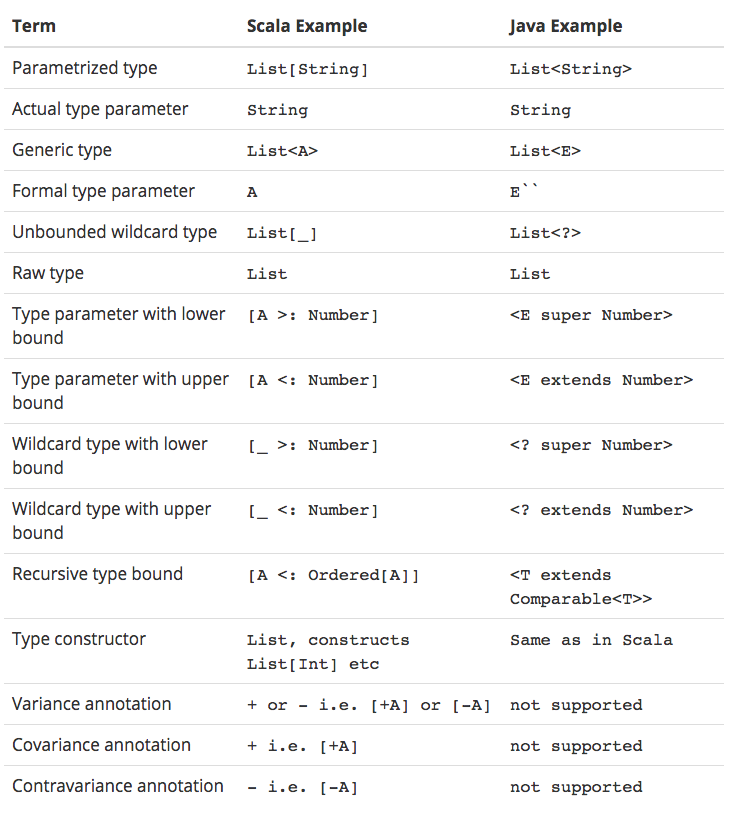 Term Scala Example Java Example
Parametrized type List[String] List<String>
Actual type parameter String String
Generic type List<A> List<E>
Formal type parameter A E``
Unbounded wildcard type List[_] List<?>
Raw type List List
Type parameter with lower [A >: Number] <E super Number>
bound
Type parameter with upper [A <: Number] <E extends Number>
bound
Wildcard type with lower [_ >: Number] <? super Number>
bound
Wildcard type with upper [_ <: Number] <? extends Number>
bound
Recursive type bound [A <: Ordered[A]] <T extends
Comparable<T>>
Type constructor List, constructs Same as in Scala
List[Int] etc
Variance annotation + or - i.e. [+A] or [-A] not supported
Covariance annotation + i.e. [+A] not supported
Contravariance annotation - i.e. [-A] not supported